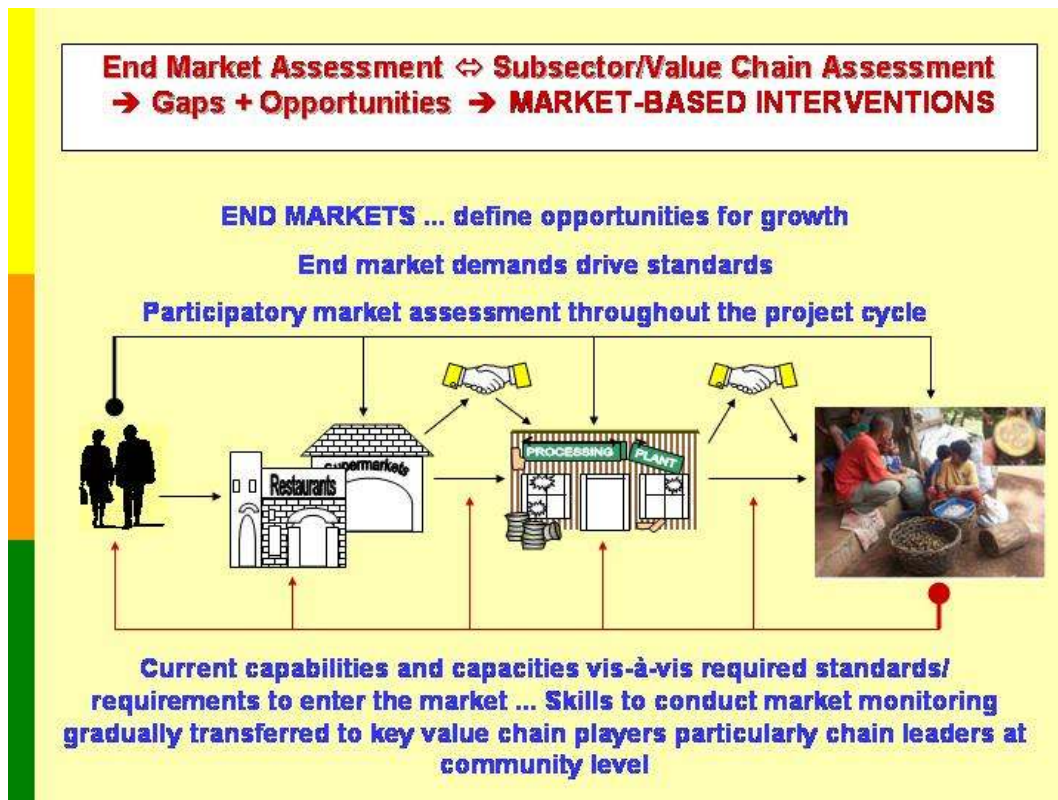 End Market Assessment ⇔ Subsector/Value Chain Assessment
➔ Gaps + Opportunities ➔ MARKET-BASED INTERVENTIONS
END MARKETS ... define opportunities for growth
End market demands drive standards
Participatory market assessment throughout the project cycle
Supermarkets
Restaurants
PROCESSING PLANT
Current capabilities and capacities vis-à-vis required standards/
requirements to enter the market ... Skills to conduct market monitoring
gradually transferred to key value chain players particularly chain leaders at
community level